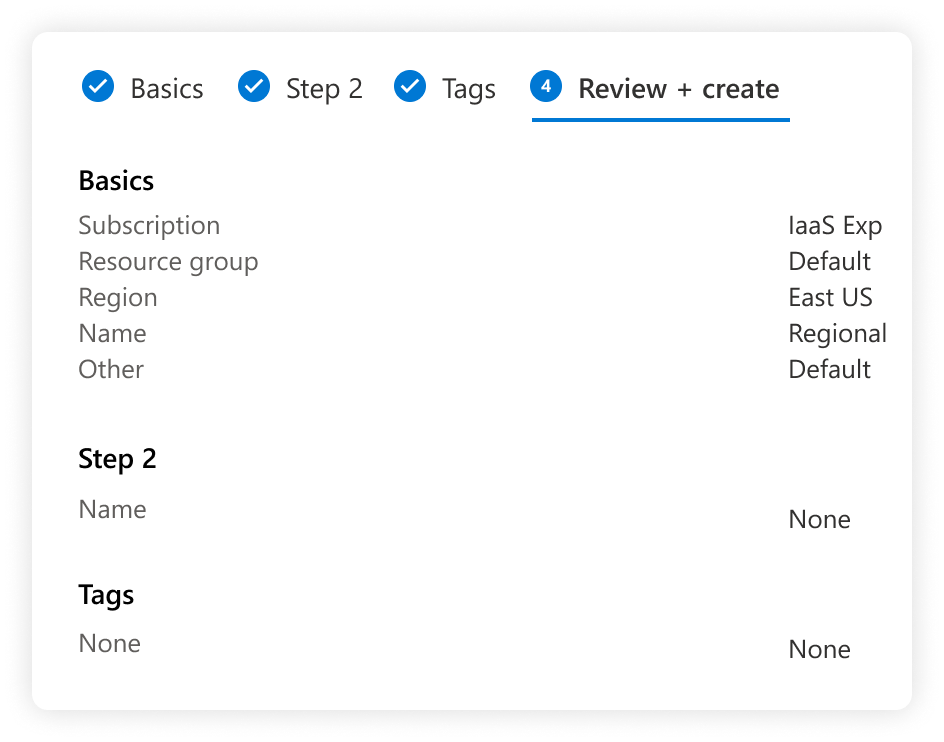 Basics Step 2 Tags 4 Review + create
Basics
Subscription IaaS Exp
Resource group Default
Region East US
Name Regional
Other Default
Step 2
Name None
Tags
None None